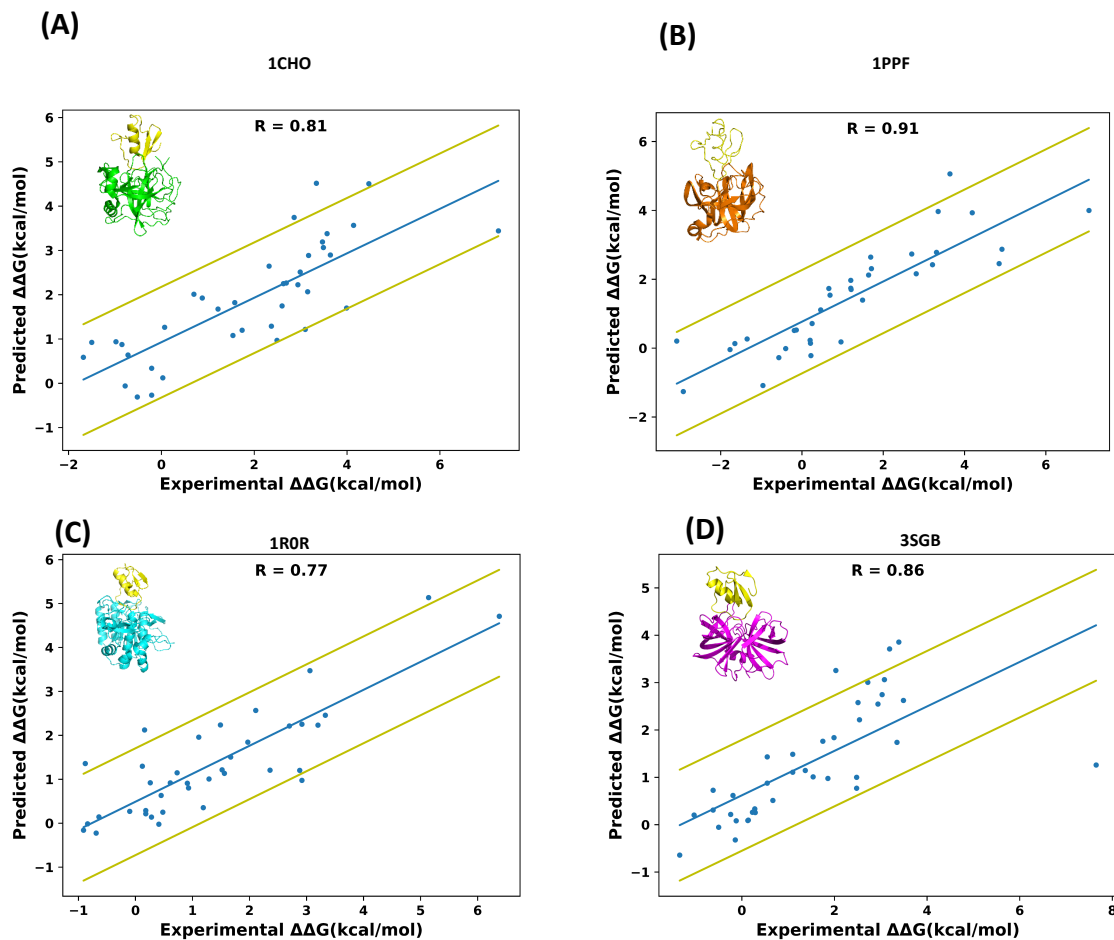 (A)
1CHO
R = 0.81
6
5
4
3
2
1
0
−1
Predicted ΔΔG(kcal/mol)
−2
0
2
4
6
Experimental ΔΔG(kcal/mol)
(B)
1PPF
R = 0.91
6
4
2
0
−2
Predicted ΔΔG(kcal/mol)
−2
0
2
4
6
Experimental ΔΔG(kcal/mol)
(C)
1R0R
R = 0.77
6
5
4
3
2
1
0
−1
Predicted ΔΔG(kcal/mol)
−1
0
1
2
3
4
5
6
Experimental ΔΔG(kcal/mol)
(D)
3SGB
R = 0.86
5
4
3
2
1
0
−1
Predicted ΔΔG(kcal/mol)
0
2
4
6
8
Experimental ΔΔG(kcal/mol)